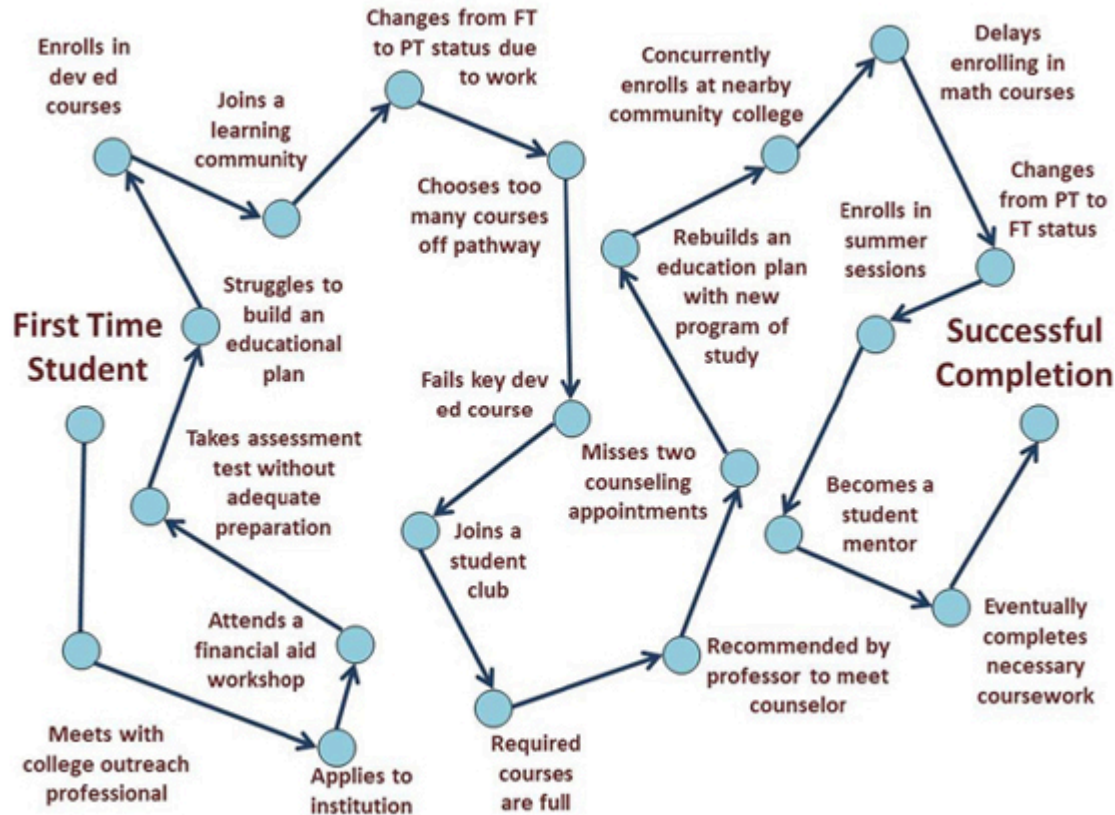 First Time
Student
Meets with
college outreach
professional
Applies to
institution
Attends a
financial aid
workshop
Takes assessment
test without
adequate
preparation
Struggles to
build an
educational
plan
Enrolls in
dev ed
courses
Joins a
learning
community
Changes from FT
to PT status due
to work
Chooses too
many courses
off pathway
Fails key dev
ed course
Joins a
student
club
Required
courses
are full
Recommended by
professor to meet
counselor
Misses two
counseling
appointments
Rebuilds an
education plan
with new
program of
study
Concurrently
enrolls at nearby
community college
Delays
enrolling in
math courses
Changes
from PT to
FT status
Enrolls in
summer
sessions
Becomes a
student
mentor
Eventually
completes
necessary
coursework
Successful
Completion